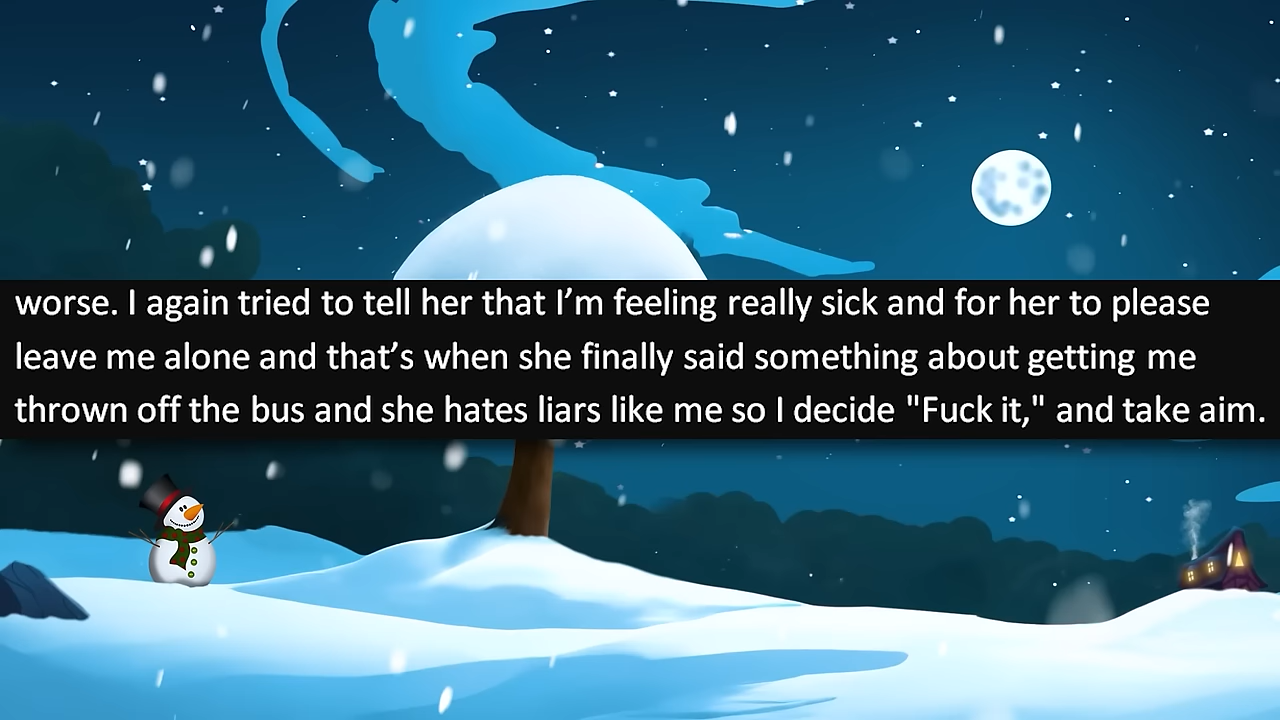 worse. I again tried to tell her that I’m feeling really sick and for her to please
leave me alone and that’s when she finally said something about getting me
thrown off the bus and she hates liars like me so I decide "Fuck it," and take aim.